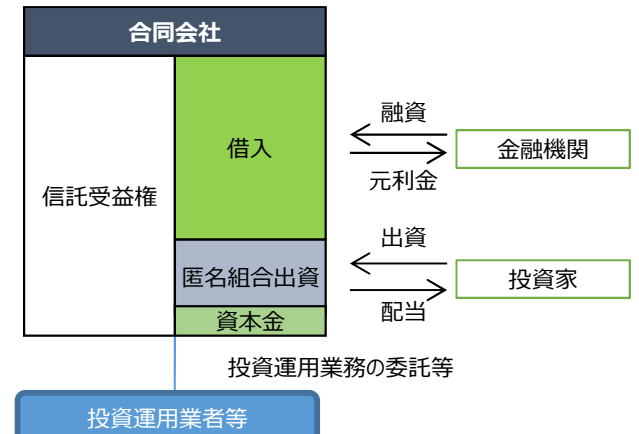 合同会社
信託受益権
借入
匿名組合出資
資本金
融資
元利金
金融機関
出資
配当
投資家
投資運用業務の委託等
投資運用業者等